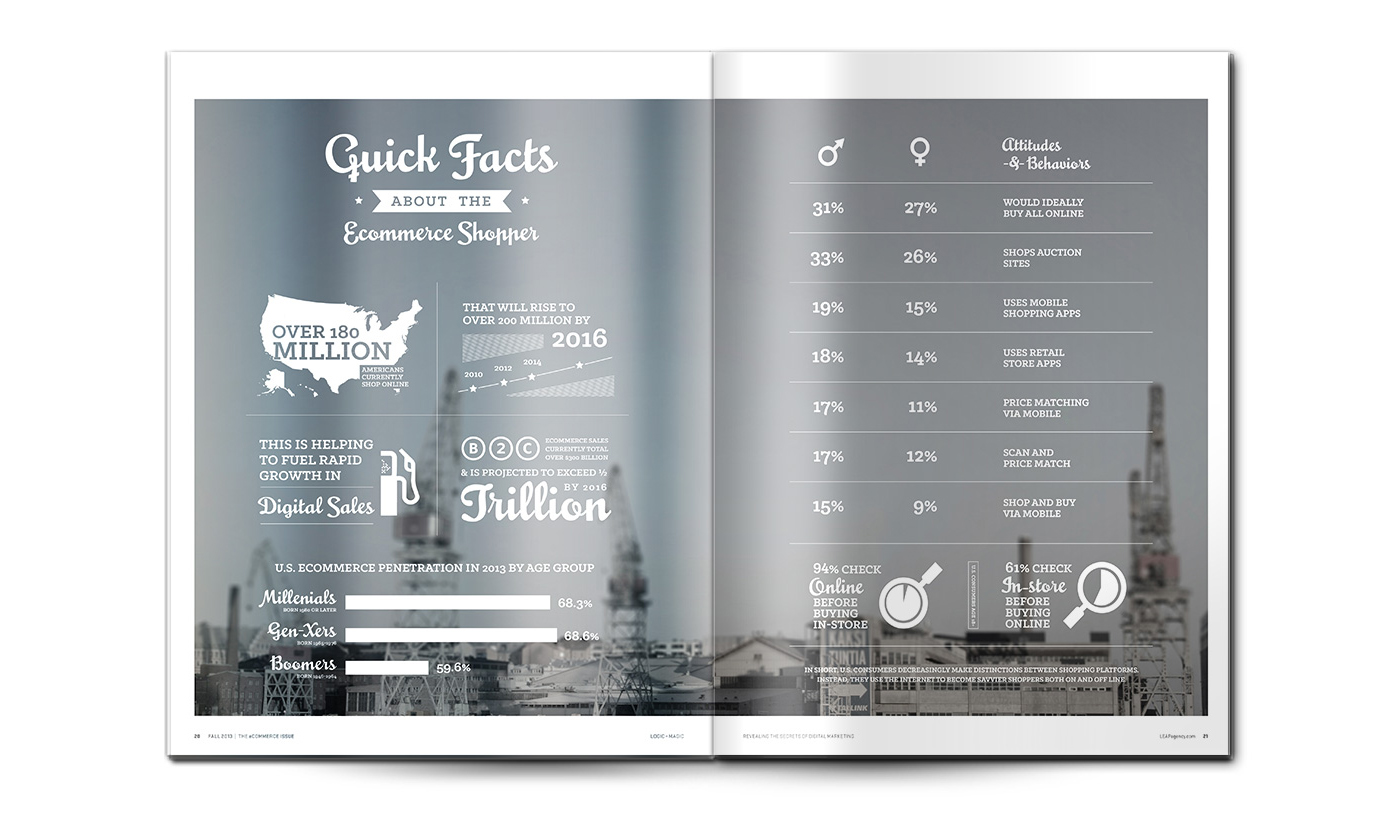 Quick Facts
ABOUT THE
Ecommerce Shopper
OVER 180
MILLION
AMERICANS
CURRENTLY
SHOP ONLINE
THAT WILL RISE TO
OVER 200 MILLION BY
2016
2010
2012
2014
THIS IS HELPING
TO FUEL RAPID
GROWTH IN
Digital Sales
B 2 C
ECOMMERCE SALES
CURRENTLY TOTAL
OVER $300 BILLION
& IS PROJECTED TO EXCEED ½
BY 2016
Trillion
U.S. ECOMMERCE PENETRATION IN 2013 BY AGE GROUP
Millenials
BORN 1980 OR LATER
68.3%
Gen-Xers
68.6%
Boomers
BORN 1946-1964
59.6%
28 FALL 2013 | THE eCOMMERCE ISSUE
LOGIC + MAGIC
Attitudes
-&- Behaviors
31% 27% WOULD IDEALLY
BUY ALL ONLINE
33% 26% SHOPS AUCTION
SITES
19% 15% USES MOBILE
SHOPPING APPS
18% 14% USES RETAIL
STORE APPS
17% 11% PRICE MATCHING
VIA MOBILE
17% 12% SCAN AND
PRICE MATCH
15% 9% SHOP AND BUY
VIA MOBILE
94% CHECK
Online
BEFORE
BUYING
IN-STORE
U.S. CONSUMERS AGE 18+
61% CHECK
In-store
BEFORE
BUYING
ONLINE
KAKSI
TUNTIA
TALLINK
IN SHORT: U.S. CONSUMERS DECREASINGLY MAKE DISTINCTIONS BETWEEN SHOPPING PLATFORMS.
INSTEAD, THEY USE THE INTERNET TO BECOME SAVVIER SHOPPERS BOTH ON AND OFF LINE
REVEALING THE SECRETS OF DIGITAL MARKETING
LEAPagency.com 21